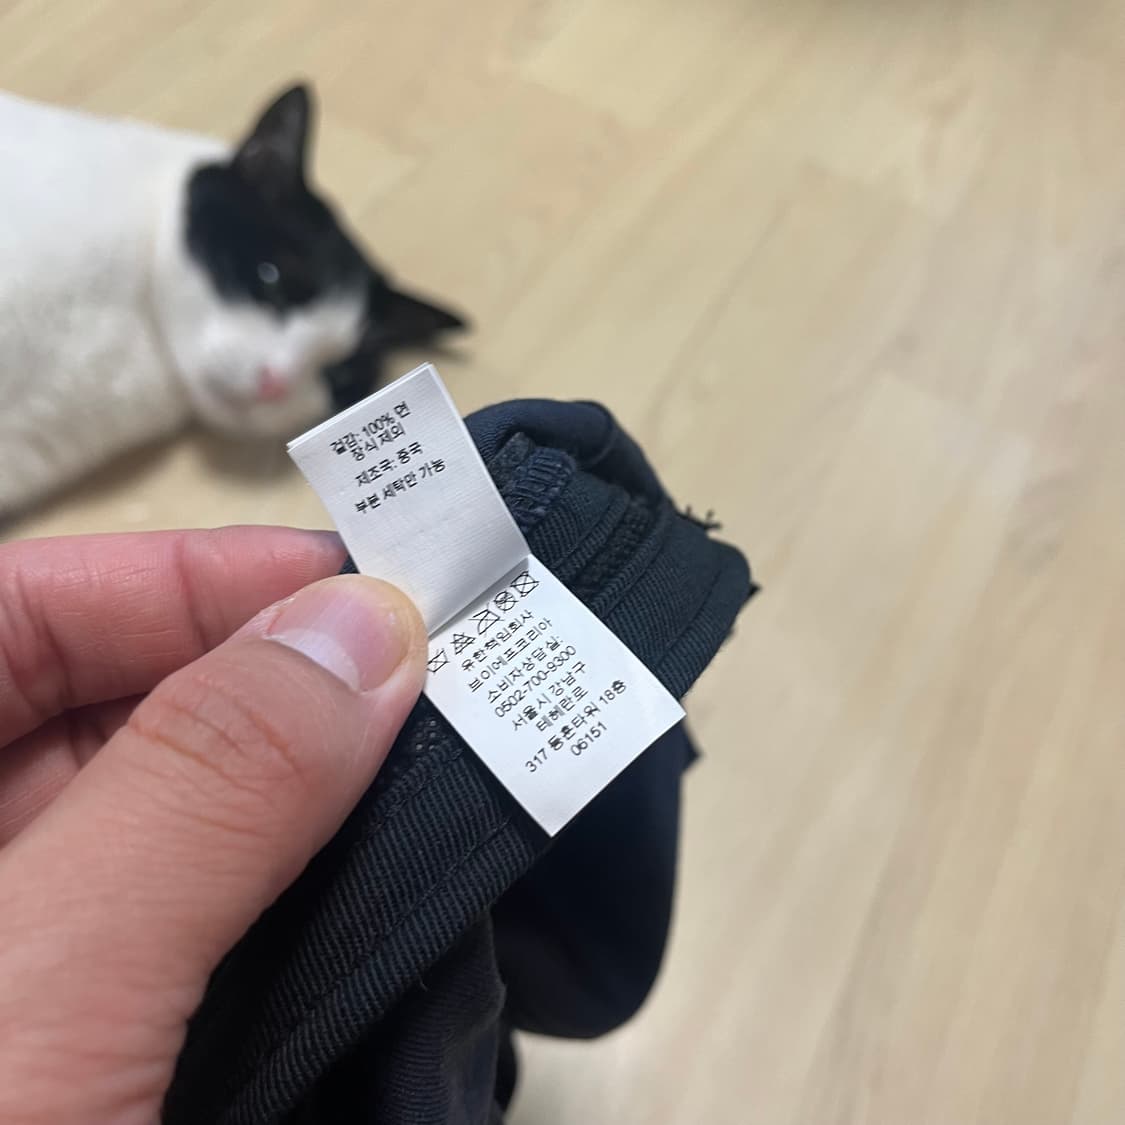 겉감: 100% 면
장식 제외
제조국: 중국
부분 세탁만 가능
유한책임회사
브이에프코리아
소비자상담실:
0502-700-9300
서울시 강남구
테헤란로
317 동훈타워 18층
06151